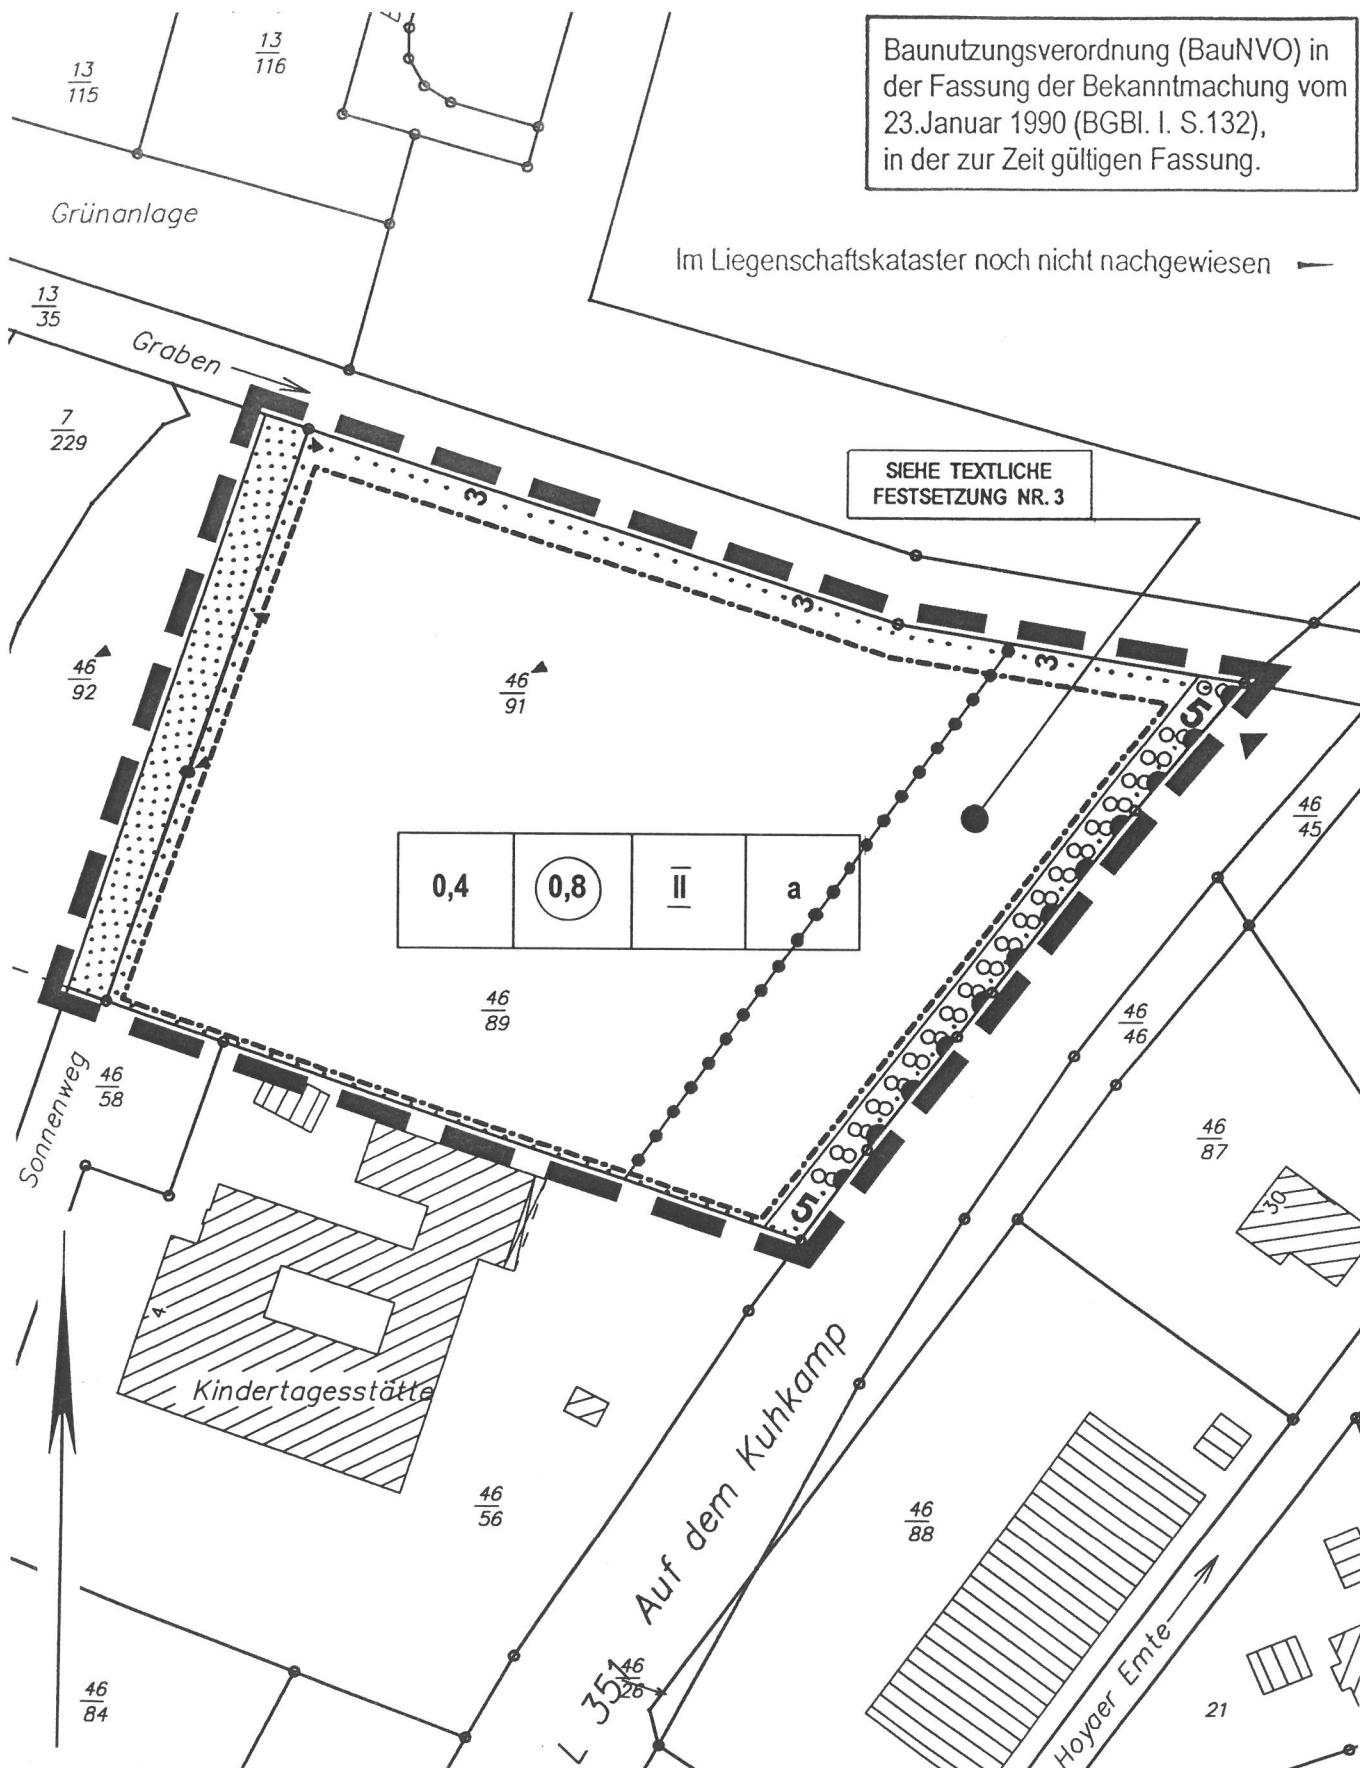 13
115
13
116
Baunutzungsverordnung (BauNVO) in
der Fassung der Bekanntmachung vom
23.Januar 1990 (BGBl. I. S.132),
in der zur Zeit gültigen Fassung.
Grünanlage
Im Liegenschaftskataster noch nicht nachgewiesen
13
35
Graben
7
229
SIEHE TEXTLICHE
FESTSETZUNG NR. 3
3
3
3
46
92
46
91
5
46
45
0,4
0,8
II
a
46
89
46
46
Sonnenweg
46
58
46
87
5
30
4
Kindertagesstätte
Auf dem Kuhkamp
46
56
46
88
Hoyaer Emte
L 351
46
26
46
84
21